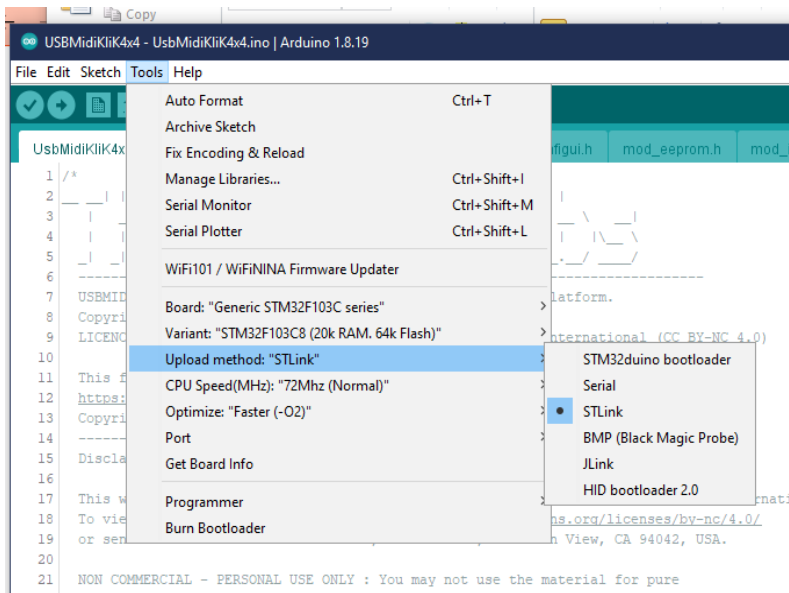 Copy
USBMidiKliK4x4 - UsbMidiKliK4x4.ino | Arduino 1.8.19
File Edit Sketch Tools Help
UsbMidiKliK4x
figui.h
mod_eeprom.h
mod_
Auto Format Ctrl+T
Archive Sketch
Fix Encoding & Reload
Manage Libraries... Ctrl+Shift+I
Serial Monitor Ctrl+Shift+M
Serial Plotter Ctrl+Shift+L
WiFi101 / WiFiNINA Firmware Updater
Board: "Generic STM32F103C series"
Variant: "STM32F103C8 (20k RAM. 64k Flash)"
Upload method: "STLink"
CPU Speed(MHz): "72Mhz (Normal)"
Optimize: "Faster (-O2)"
Port
Get Board Info
Programmer
Burn Bootloader
STM32duino bootloader
Serial
STLink
BMP (Black Magic Probe)
JLink
HID bootloader 2.0
1 /*
2
3
4
5
6 ------
7 USBMID latform.
8 Copyri
9 LICENC ternational (CC BY-NC 4.0)
10
11 This f
12 https:
13 Copyri
14 ------
15 Discla
16
17 This w rnati
18 To vie ns.org/licenses/by-nc/4.0/
19 or sen n View, CA 94042, USA.
20
21 NON COMMERCIAL - PERSONAL USE ONLY : You may not use the material for pure